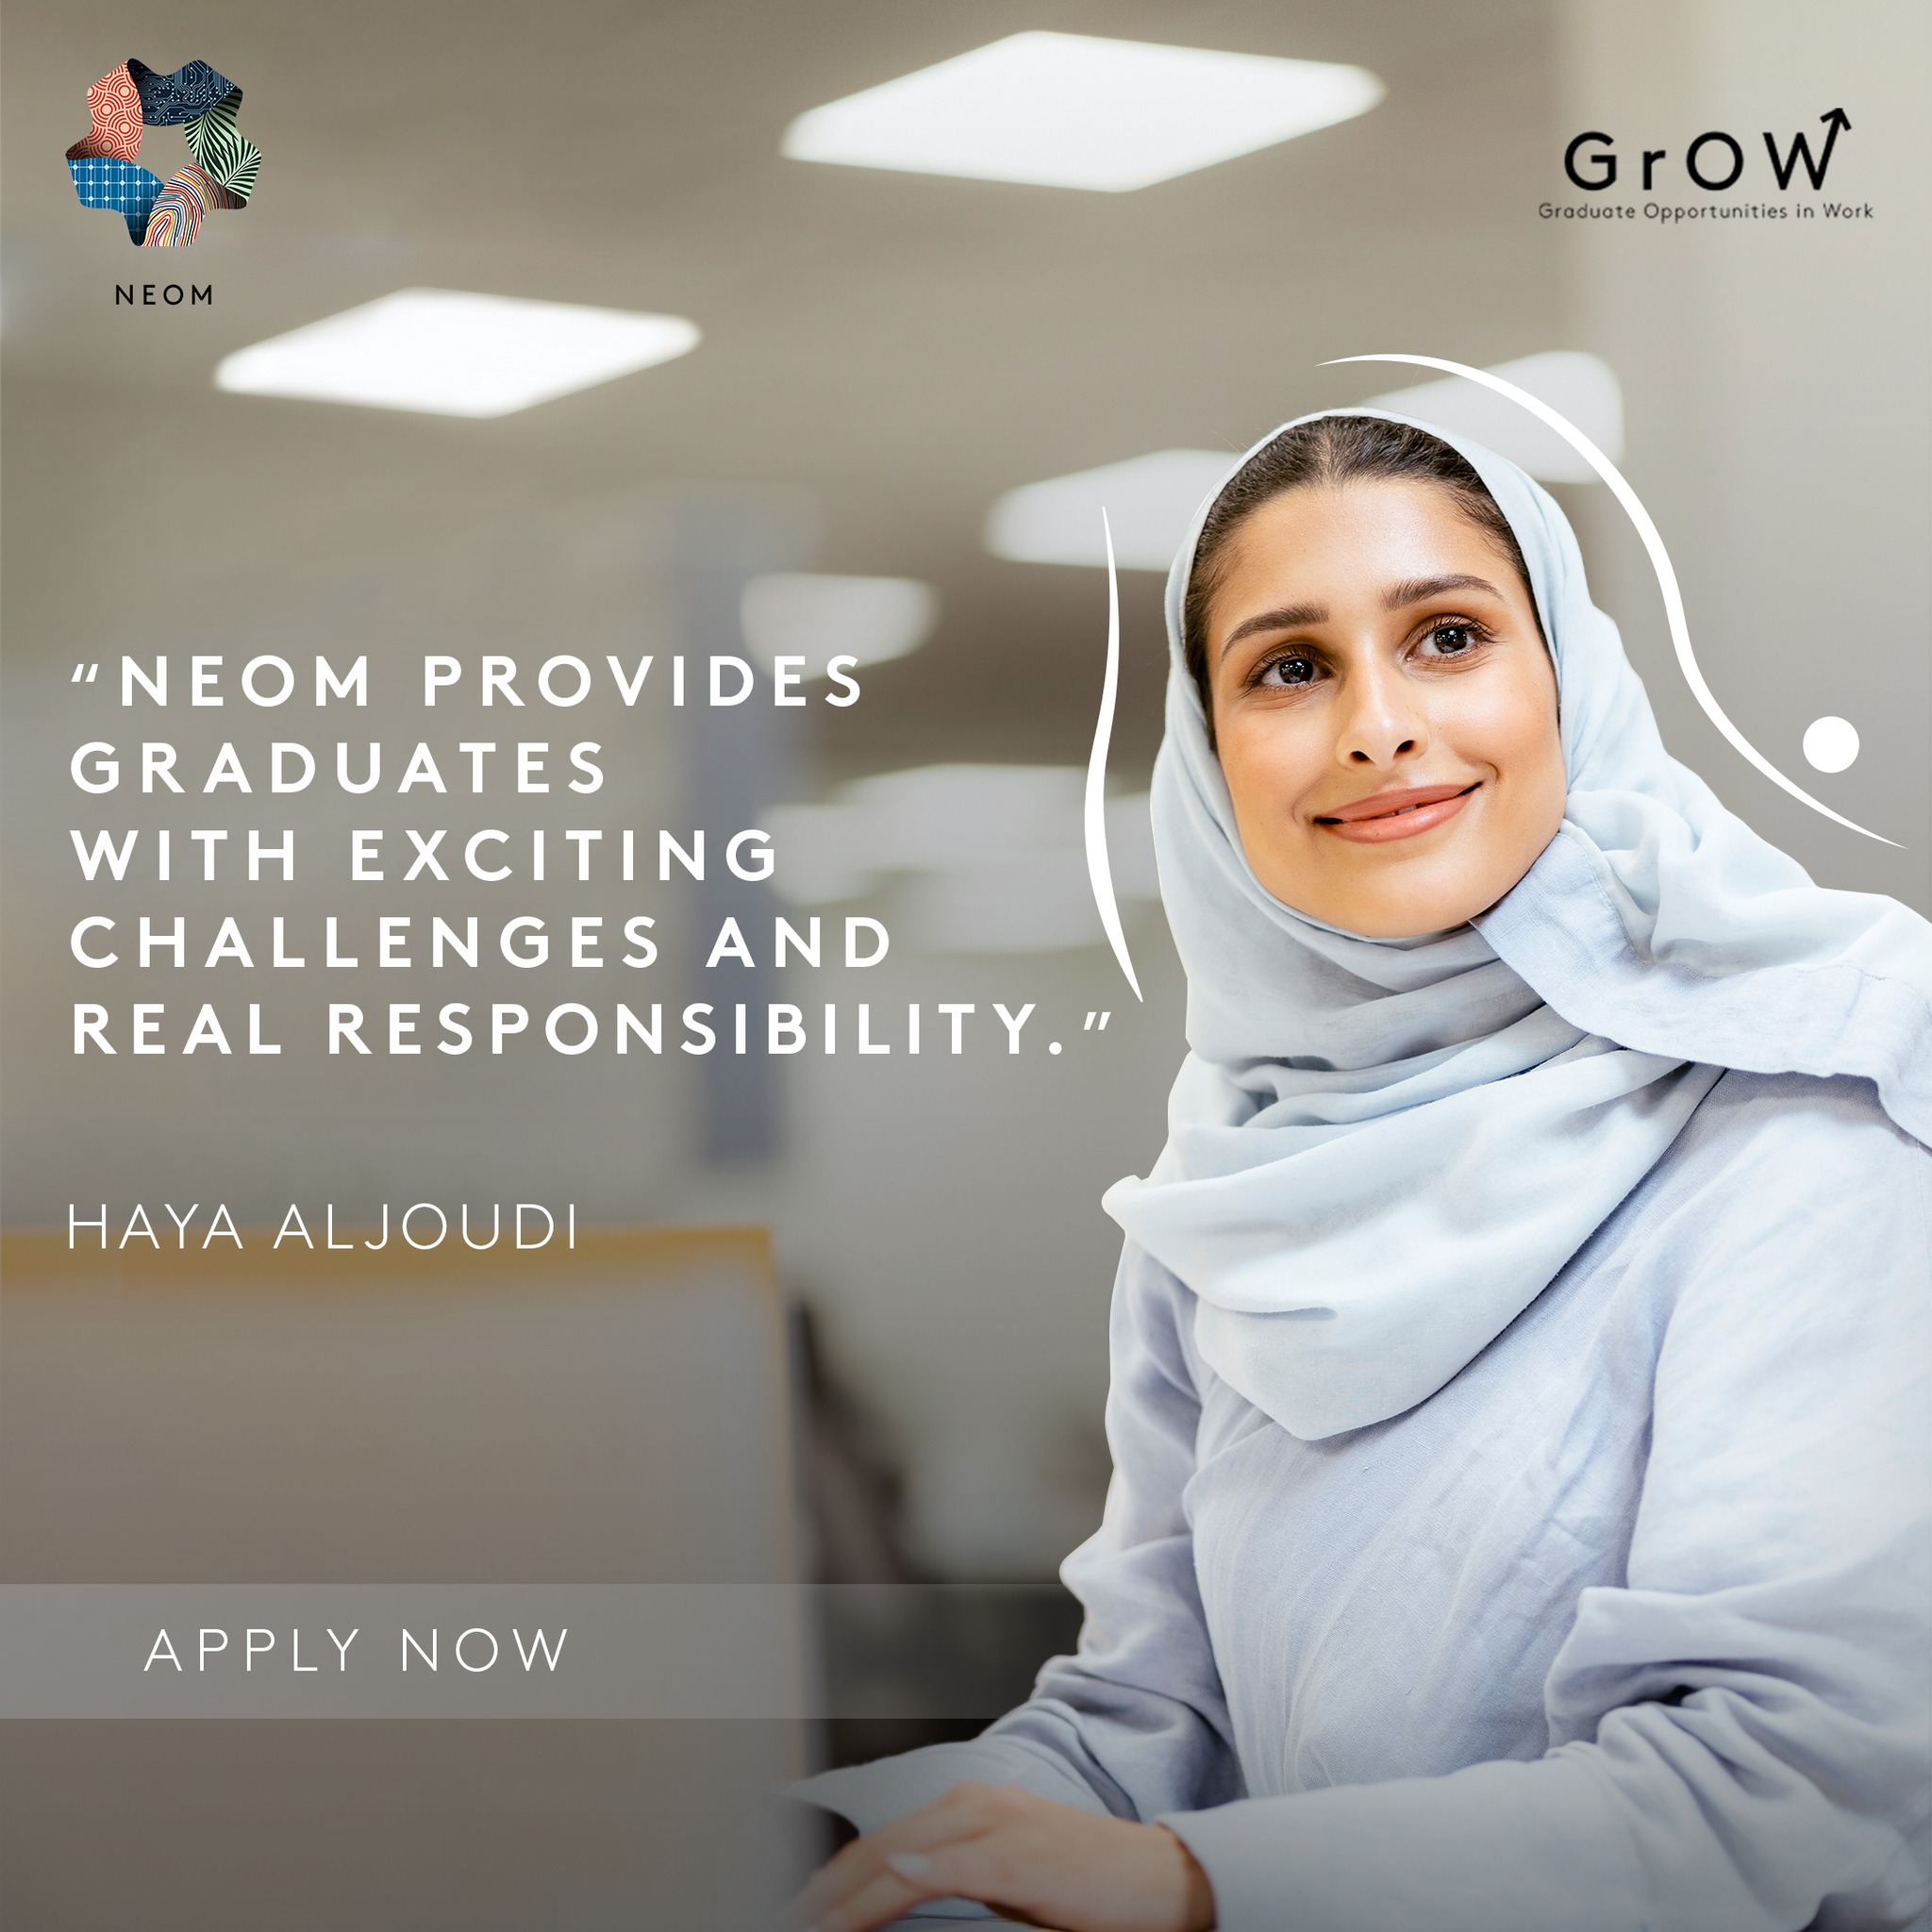 NEOM
GrOW
Graduate Opportunities in Work
“NEOM PROVIDES
GRADUATES
WITH EXCITING
CHALLENGES AND
REAL RESPONSIBILITY.”
HAYA ALJOUDI
APPLY NOW